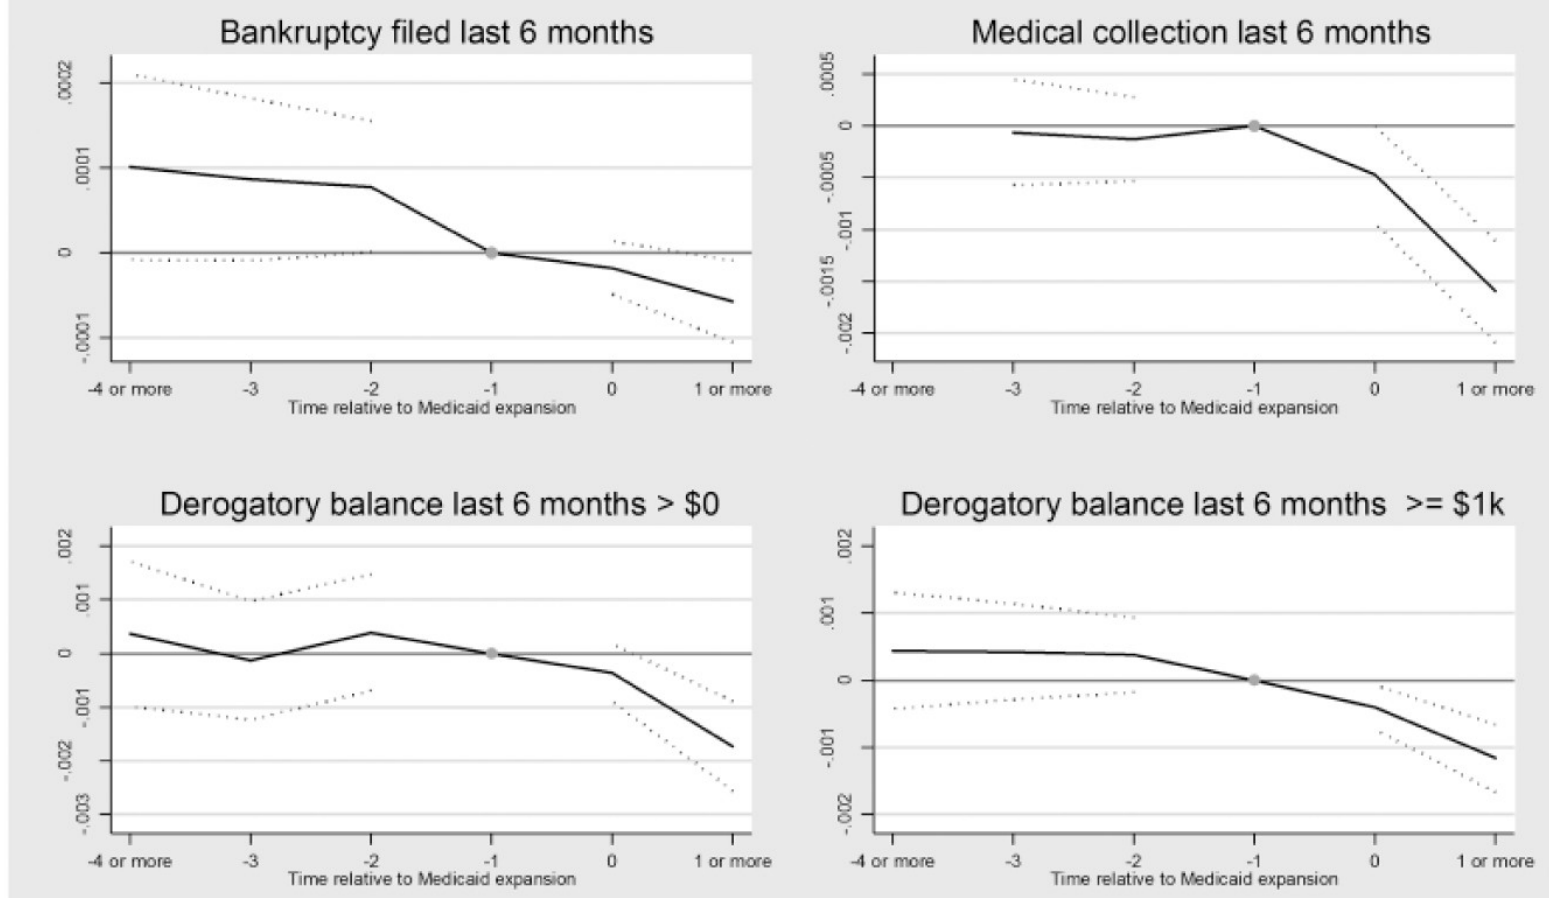 Bankruptcy filed last 6 months
.0002
.0001
0
-.0001
-4 or more -3 -2 -1 0 1 or more
Time relative to Medicaid expansion
Medical collection last 6 months
.0005
0
-.0005
-.001
-.0015
-.002
-4 or more -3 -2 -1 0 1 or more
Time relative to Medicaid expansion
Derogatory balance last 6 months > $0
.002
.001
0
-.001
-.002
-.003
-4 or more -3 -2 -1 0 1 or more
Time relative to Medicaid expansion
Derogatory balance last 6 months >= $1k
.002
.001
0
-.001
-.002
-4 or more -3 -2 -1 0 1 or more
Time relative to Medicaid expansion